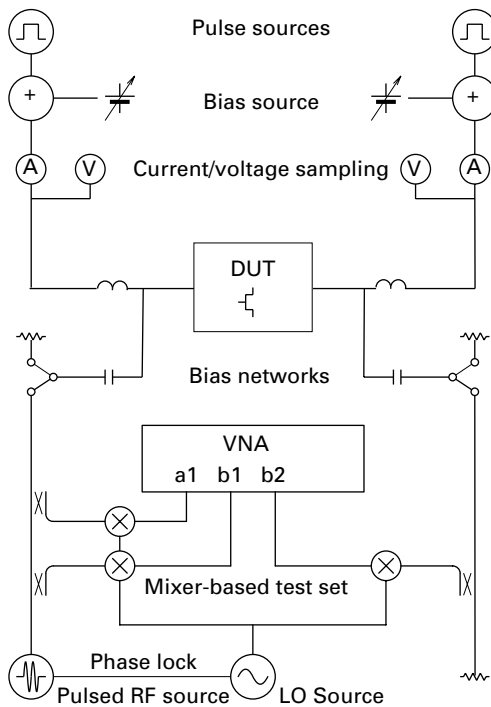 Pulse sources
+ +
Bias source
A V Current/voltage sampling V A
DUT
Bias networks
VNA
a1 b1 b2
Mixer-based test set
Phase lock
Pulsed RF source LO Source